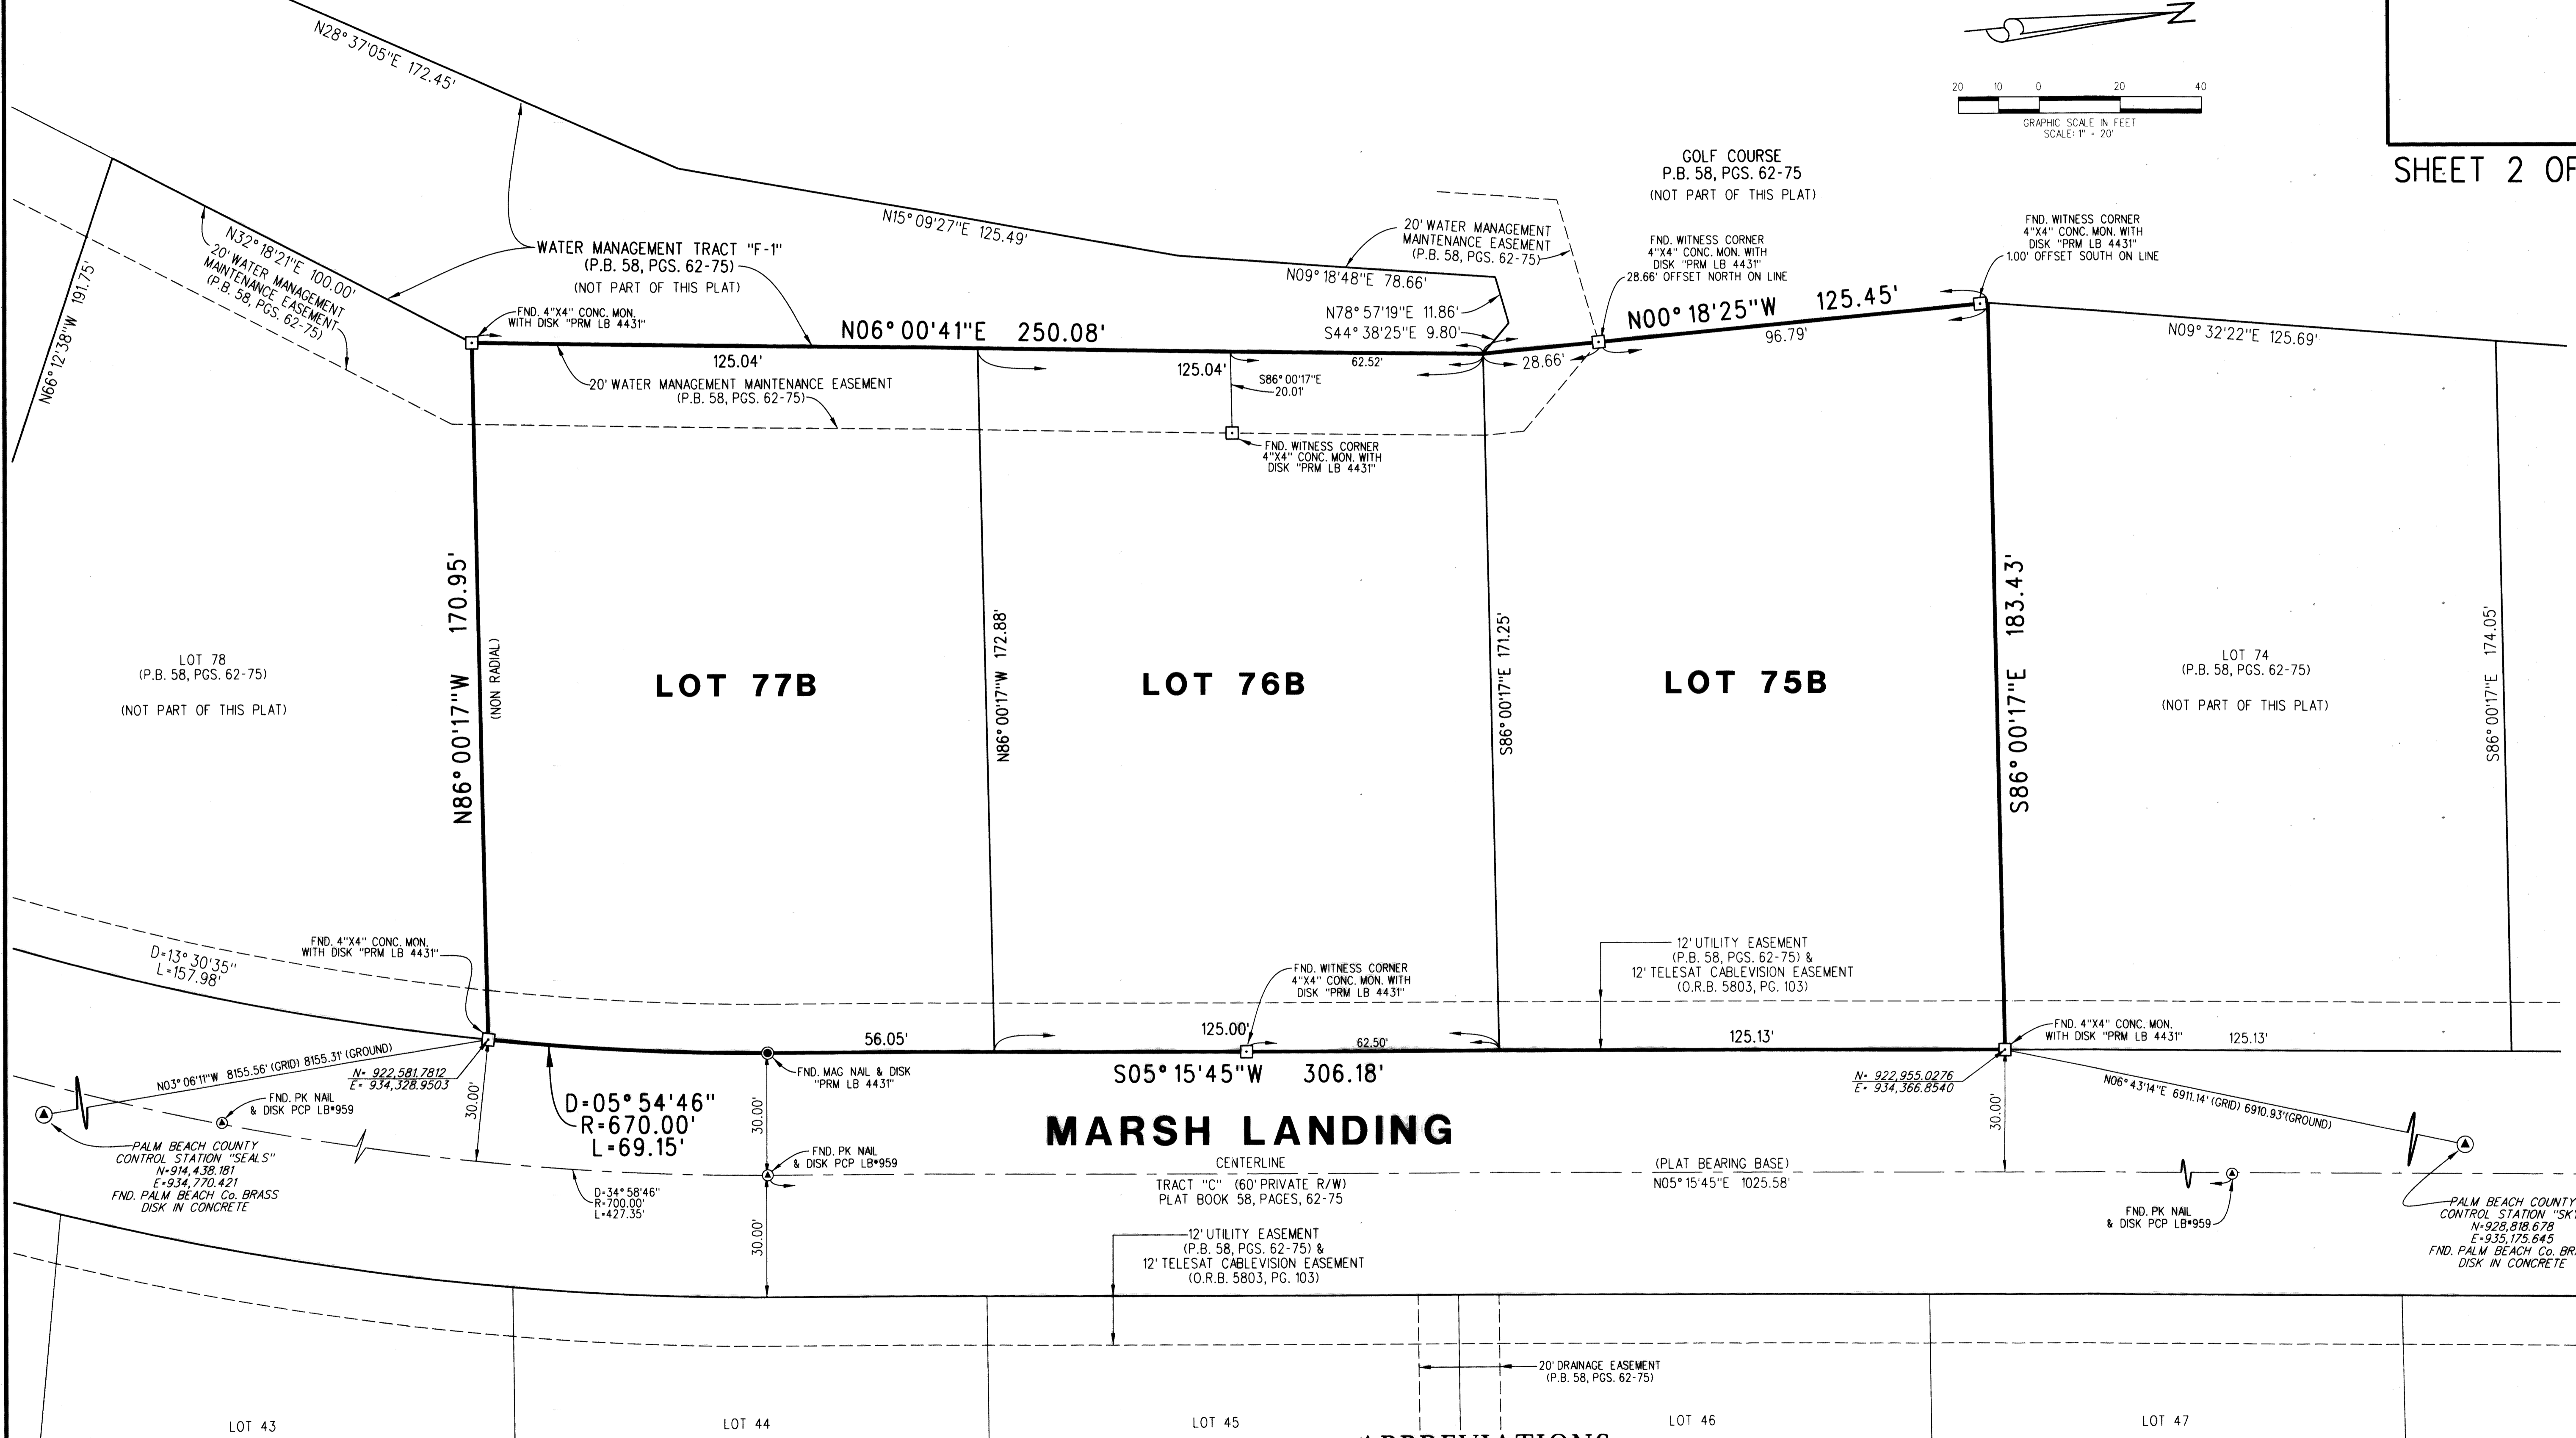 N28°37'05"E 172.45'
Z
20 10 0 20 40
GRAPHIC SCALE IN FEET
SCALE: 1" = 20'
SHEET 2 OF
GOLF COURSE
P.B. 58, PGS. 62-75
(NOT PART OF THIS PLAT)
20' WATER MANAGEMENT
MAINTENANCE EASEMENT
(P.B. 58, PGS. 62-75)
FND. WITNESS CORNER
4"X4" CONC. MON. WITH
DISK "PRM LB 4431"
28.66' OFFSET NORTH ON LINE
FND. WITNESS CORNER
4"X4" CONC. MON. WITH
DISK "PRM LB 4431"
1.00' OFFSET SOUTH ON LINE
N66°12'38"W 191.75'
N32°18'21"E 100.00'
20' WATER MANAGEMENT
MAINTENANCE EASEMENT
(P.B. 58, PGS. 62-75)
WATER MANAGEMENT TRACT "F-1"
(P.B. 58, PGS. 62-75)
(NOT PART OF THIS PLAT)
N15°09'27"E 125.49'
N09°18'48"E 78.66'
N78°57'19"E 11.86'
S44°38'25"E 9.80'
FND. 4"X4" CONC. MON.
WITH DISK "PRM LB 4431"
N06°00'41"E 250.08'
125.04'
125.04'
62.52'
28.66'
N00°18'25"W 125.45'
96.79'
N09°32'22"E 125.69'
20' WATER MANAGEMENT MAINTENANCE EASEMENT
(P.B. 58, PGS. 62-75)
S86°00'17"E
20.01'
FND. WITNESS CORNER
4"X4" CONC. MON. WITH
DISK "PRM LB 4431"
LOT 78
(P.B. 58, PGS. 62-75)
(NOT PART OF THIS PLAT)
N86°00'17"W 170.95'
(NON RADIAL)
LOT 77B
N86°00'17"W 172.88'
LOT 76B
S86°00'17"E 171.25'
LOT 75B
S86°00'17"E 183.43'
LOT 74
(P.B. 58, PGS. 62-75)
(NOT PART OF THIS PLAT)
S86°00'17"E 174.05'
D=13°30'35"
L=157.98'
FND. 4"X4" CONC. MON.
WITH DISK "PRM LB 4431"
FND. WITNESS CORNER
4"X4" CONC. MON. WITH
DISK "PRM LB 4431"
12' UTILITY EASEMENT
(P.B. 58, PGS. 62-75) &
12' TELESAT CABLEVISION EASEMENT
(O.R.B. 5803, PG. 103)
56.05'
125.00'
62.50'
125.13'
FND. 4"X4" CONC. MON.
WITH DISK "PRM LB 4431"
125.13'
N03°06'11"W 8155.56' (GRID) 8155.31' (GROUND)
N= 922,581.7812
E= 934,328.9503
30.00'
FND. MAG NAIL & DISK
"PRM LB 4431"
S05°15'45"W 306.18'
N= 922,955.0276
E= 934,366.8540
N06°43'14"E 6911.14' (GRID) 6910.93' (GROUND)
FND. PK NAIL
& DISK PCP LB#959
D=05°54'46"
R=670.00'
L=69.15'
30.00'
MARSH LANDING
30.00'
PALM BEACH COUNTY
CONTROL STATION "SEALS"
N=914,438.181
E=934,770.421
FND. PALM BEACH Co. BRASS
DISK IN CONCRETE
FND. PK NAIL
& DISK PCP LB#959
CENTERLINE
TRACT "C" (60' PRIVATE R/W)
PLAT BOOK 58, PAGES, 62-75
(PLAT BEARING BASE)
N05°15'45"E 1025.58'
D=34°58'46"
R=700.00'
L=427.35'
30.00'
FND. PK NAIL
& DISK PCP LB#959
PALM BEACH COUNTY
CONTROL STATION
N=928,818.678
E=935,175.645
FND. PALM BEACH Co.
DISK IN CONCRETE
12' UTILITY EASEMENT
(P.B. 58, PGS. 62-75) &
12' TELESAT CABLEVISION EASEMENT
(O.R.B. 5803, PG. 103)
20' DRAINAGE EASEMENT
(P.B. 58, PGS. 62-75)
LOT 43
LOT 44
LOT 45
LOT 46
LOT 47